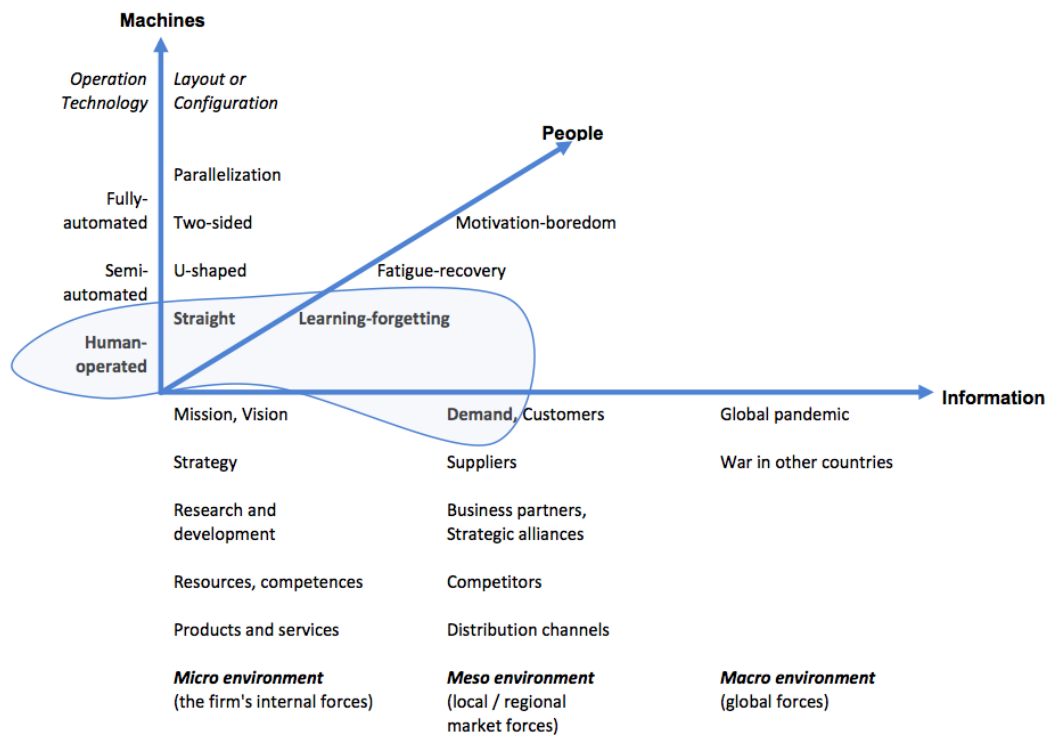 Machines
Operation
Technology
Layout or
Configuration
People
Parallelization
Fully-
automated
Two-sided
Motivation-boredom
Semi-
automated
U-shaped
Fatigue-recovery
Straight
Learning-forgetting
Human-
operated
Information
Mission, Vision
Demand, Customers
Global pandemic
Strategy
Suppliers
War in other countries
Research and
development
Business partners,
Strategic alliances
Resources, competences
Competitors
Products and services
Distribution channels
Micro environment
(the firm's internal forces)
Meso environment
(local / regional
market forces)
Macro environment
(global forces)